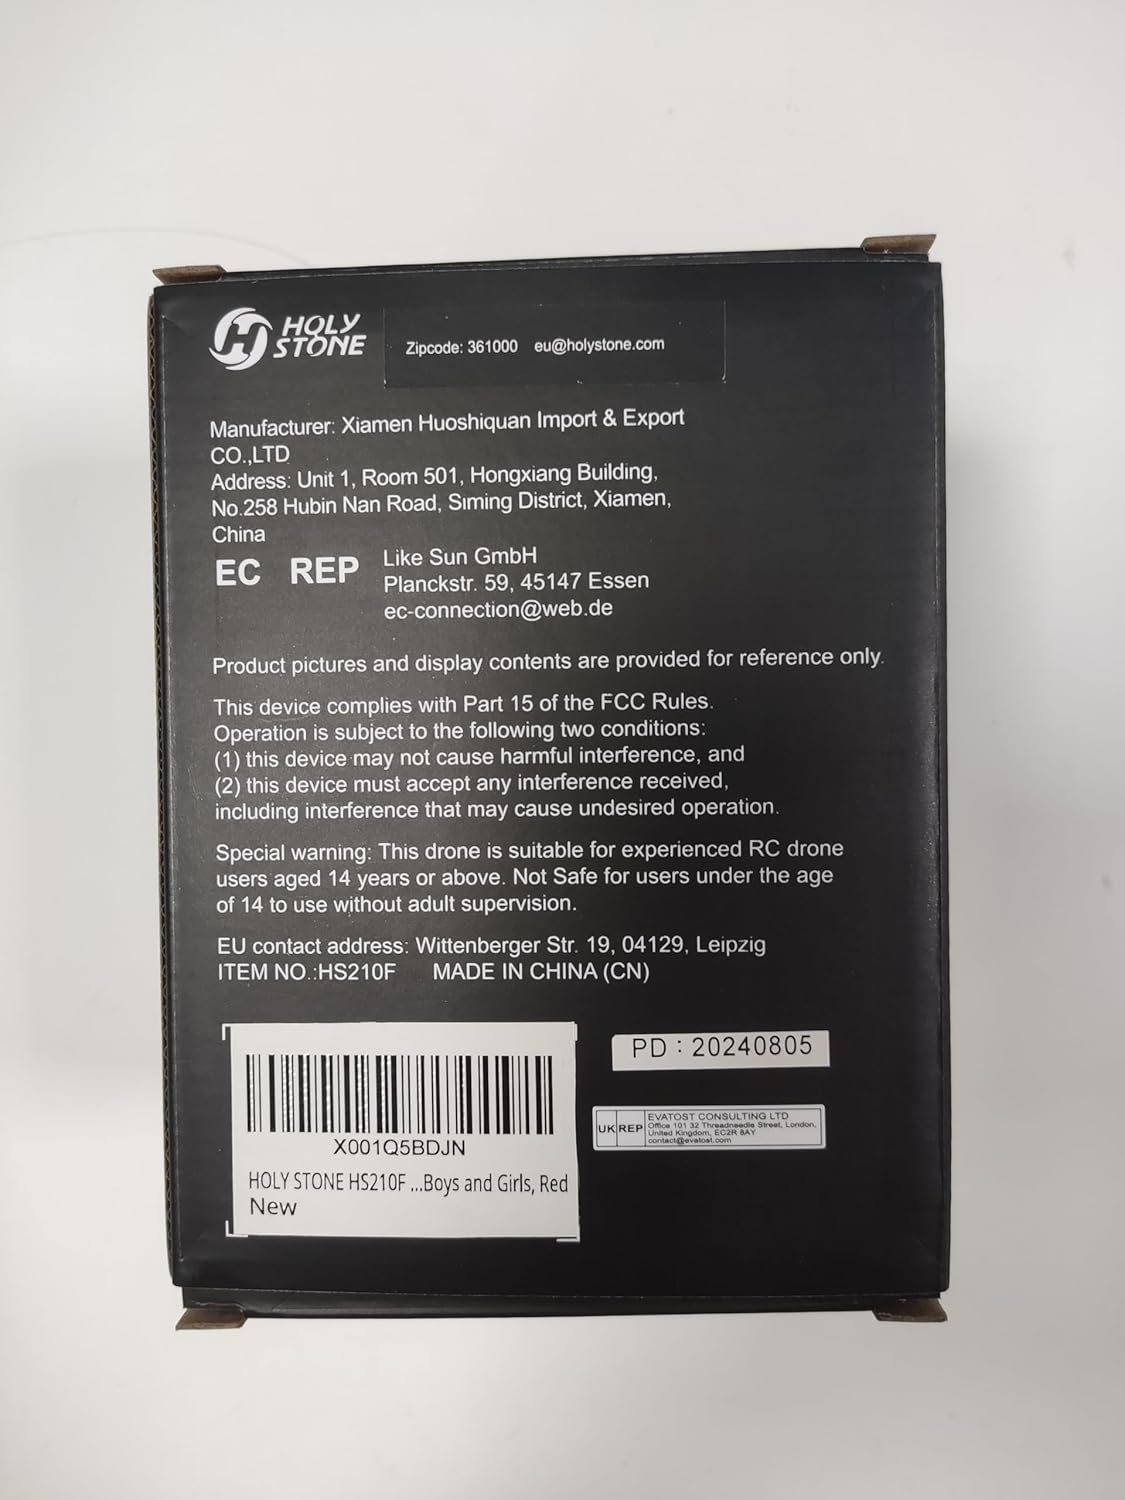 HOLY
STONE
Zipcode: 361000 eu@holystone.com
Manufacturer: Xiamen Huoshiquan Import & Export
CO.,LTD
Address: Unit 1, Room 501, Hongxiang Building,
No.258 Hubin Nan Road, Siming District, Xiamen,
China
EC REP
Like Sun GmbH
Planckstr. 59, 45147 Essen
ec-connection@web.de
Product pictures and display contents are provided for reference only.
This device complies with Part 15 of the FCC Rules.
Operation is subject to the following two conditions:
(1) this device may not cause harmful interference, and
(2) this device must accept any interference received,
including interference that may cause undesired operation.
Special warning: This drone is suitable for experienced RC drone
users aged 14 years or above. Not Safe for users under the age
of 14 to use without adult supervision.
EU contact address: Wittenberger Str. 19, 04129, Leipzig
ITEM NO.:HS210F MADE IN CHINA (CN)
X001Q5BDJN
HOLY STONE HS210F ...Boys and Girls, Red
New
PD : 20240805
UK REP
EVATOST CONSULTING LTD
Office 101 32 Threadneedle Street, London,
United Kingdom, EC2R 8AY
contact@evatost.com